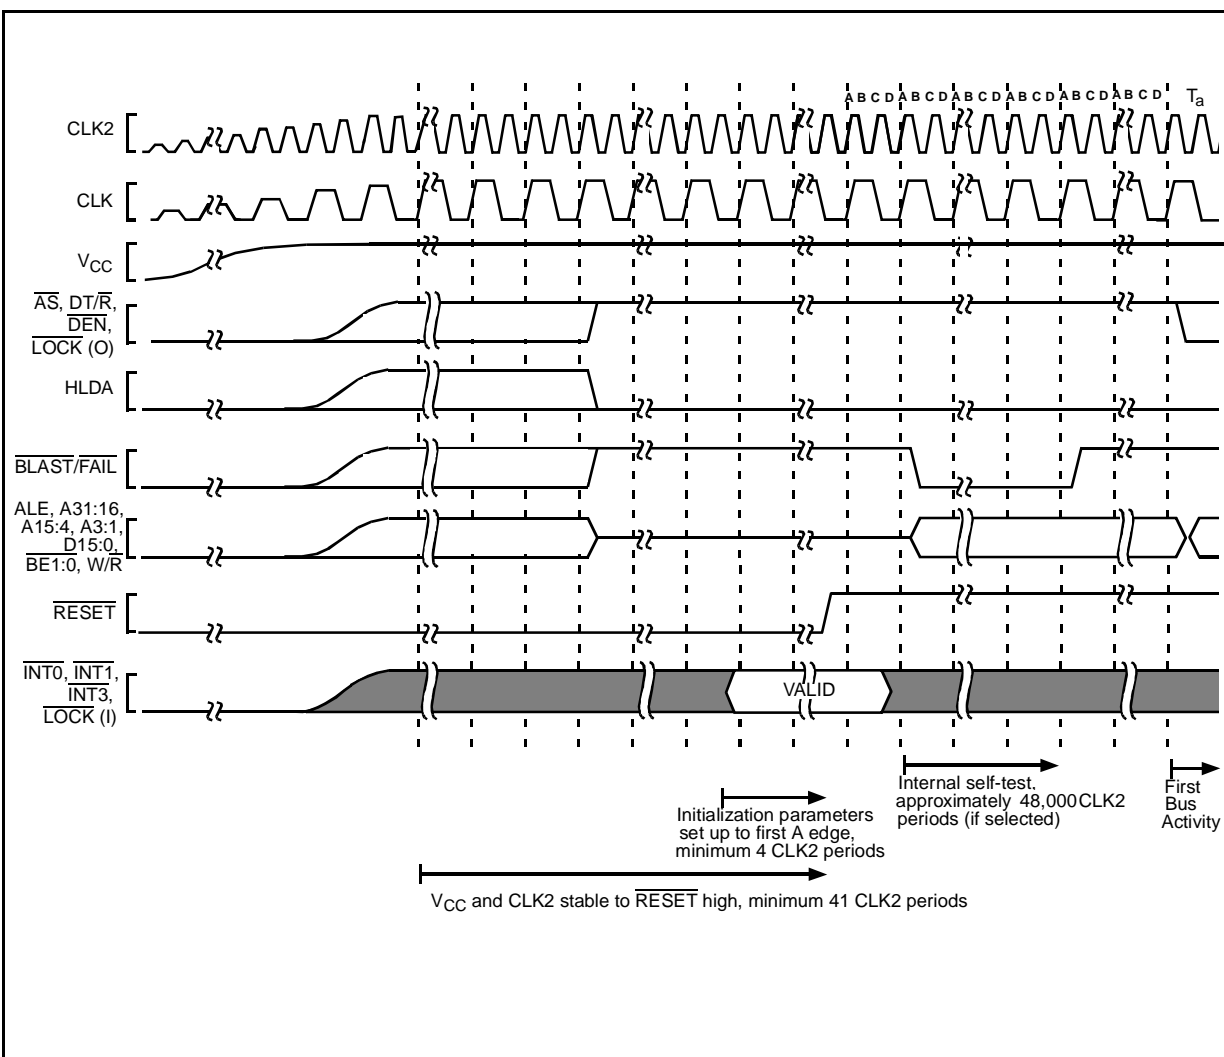 A B C D A B C D A B C D A B C D A B C D A B C D Ta
CLK2
CLK
VCC
AS, DT/R,
DEN,
LOCK (O)
HLDA
BLAST/FAIL
ALE, A31:16,
A15:4, A3:1,
D15:0,
BE1:0, W/R
RESET
INT0, INT1,
INT3,
LOCK (I)
VALID
Initialization parameters
set up to first A edge,
minimum 4 CLK2 periods
Internal self-test,
approximately 48,000 CLK2
periods (if selected)
First
Bus
Activity
VCC and CLK2 stable to RESET high, minimum 41 CLK2 periods